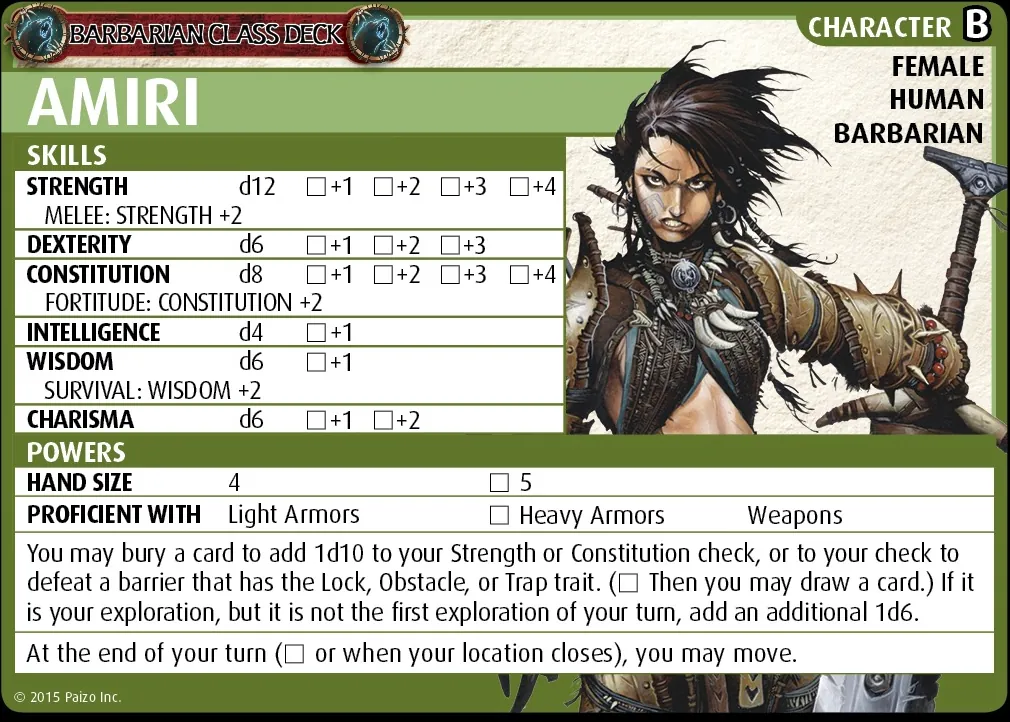 BARBARIAN CLASS DECK
CHARACTER B
FEMALE
HUMAN
BARBARIAN
AMIRI
SKILLS
STRENGTH d12 ☐ +1 ☐ +2 ☐ +3 ☐ +4
MELEE: STRENGTH +2
DEXTERITY d6 ☐ +1 ☐ +2 ☐ +3
CONSTITUTION d8 ☐ +1 ☐ +2 ☐ +3 ☐ +4
FORTITUDE: CONSTITUTION +2
INTELLIGENCE d4 ☐ +1
WISDOM d6 ☐ +1
SURVIVAL: WISDOM +2
CHARISMA d6 ☐ +1 ☐ +2
POWERS
HAND SIZE 4 ☐ 5
PROFICIENT WITH Light Armors ☐ Heavy Armors Weapons
You may bury a card to add 1d10 to your Strength or Constitution check, or to your check to
defeat a barrier that has the Lock, Obstacle, or Trap trait. (☐ Then you may draw a card.) If it
is your exploration, but it is not the first exploration of your turn, add an additional 1d6.
At the end of your turn (☐ or when your location closes), you may move.
© 2015 Paizo Inc.